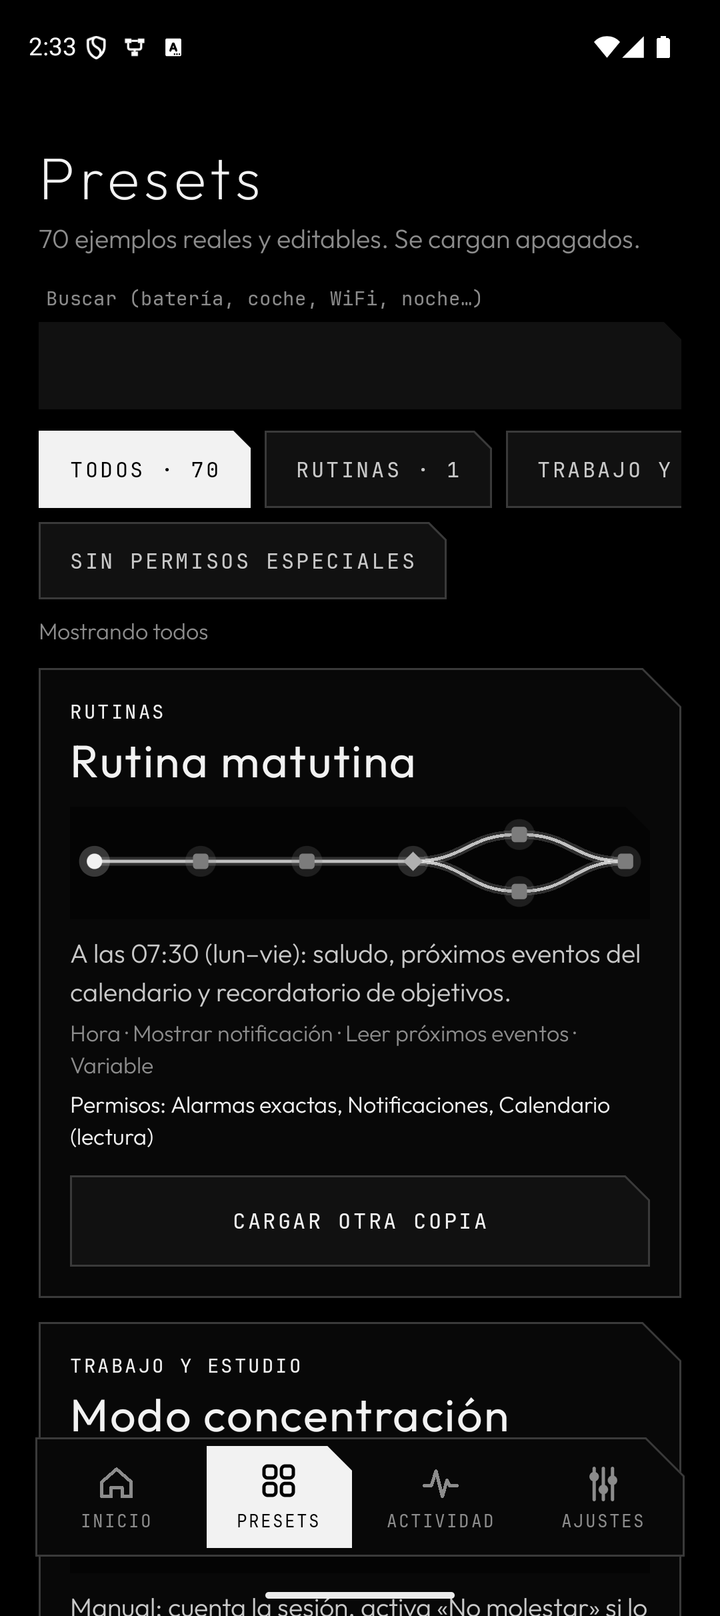 2:33
Presets
70 ejemplos reales y editables. Se cargan apagados.
Buscar (batería, coche, WiFi, noche…)
TODOS · 70
RUTINAS · 1
TRABAJO Y
SIN PERMISOS ESPECIALES
Mostrando todos
RUTINAS
Rutina matutina
A las 07:30 (lun–vie): saludo, próximos eventos del
calendario y recordatorio de objetivos.
Hora · Mostrar notificación · Leer próximos eventos ·
Variable
Permisos: Alarmas exactas, Notificaciones, Calendario
(lectura)
CARGAR OTRA COPIA
TRABAJO Y ESTUDIO
Modo concentración
INICIO
PRESETS
ACTIVIDAD
AJUSTES
Manual: cuenta la sesión, activa «No molestar» si lo